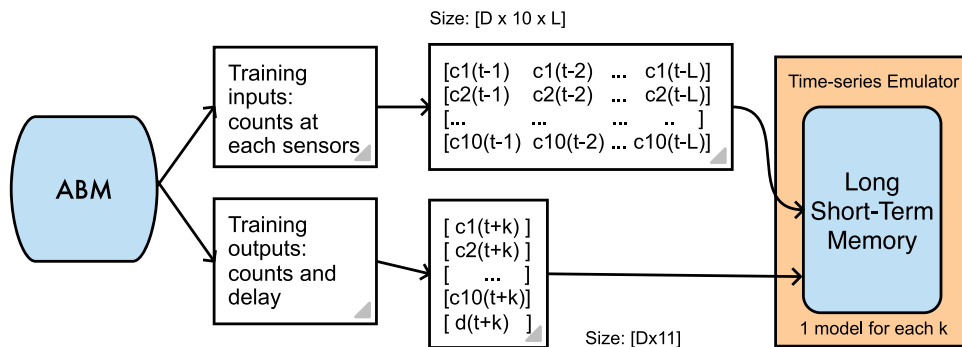 Size: [D x 10 x L]
ABM
Training
inputs:
counts at
each sensors
[c1(t-1) c1(t-2) ... c1(t-L)]
[c2(t-1) c2(t-2) ... c2(t-L)]
[... ... ... .. ]
[c10(t-1) c10(t-2) ... c10(t-L)]
Training
outputs:
counts and
delay
[ c1(t+k) ]
[ c2(t+k) ]
[ ... ]
[c10(t+k)]
[ d(t+k) ]
Size: [Dx11]
Time-series Emulator
Long
Short-Term
Memory
1 model for each k